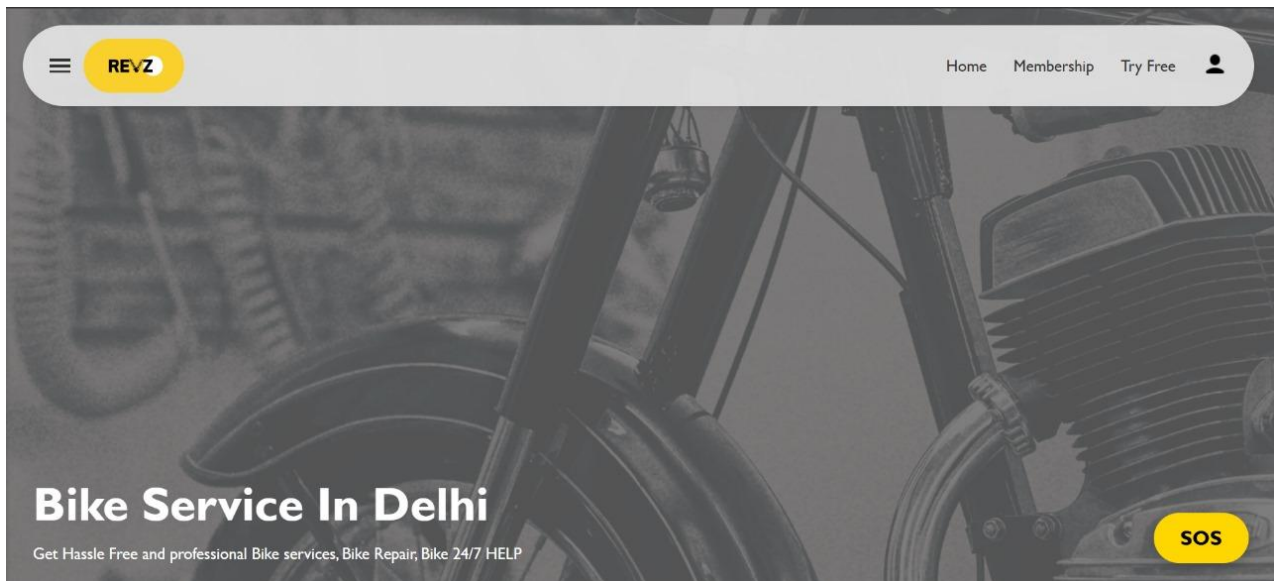 REVZ
Home Membership Try Free
Bike Service In Delhi
Get Hassle Free and professional Bike services, Bike Repair, Bike 24/7 HELP
SOS